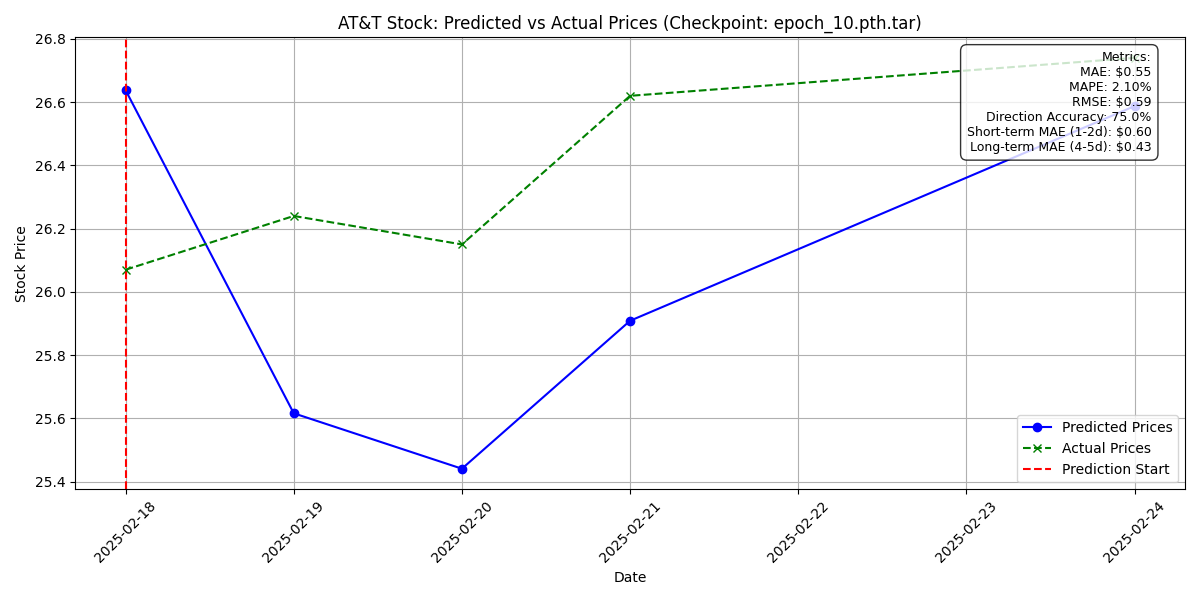 AT&T Stock: Predicted vs Actual Prices (Checkpoint: epoch_10.pth.tar)
Metrics:
MAE: $0.55
MAPE: 2.10%
RMSE: $0.59
Direction Accuracy: 75.0%
Short-term MAE (1-2d): $0.60
Long-term MAE (4-5d): $0.43
Stock Price
26.8
26.6
26.4
26.2
26.0
25.8
25.6
25.4
Predicted Prices
Actual Prices
Prediction Start
2025-02-18
2025-02-19
2025-02-20
2025-02-21
2025-02-22
2025-02-23
2025-02-24
Date